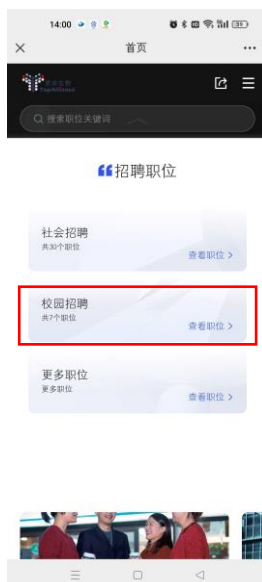 14:00
首页
搜索职位关键词
招聘职位
社会招聘
共30个职位
查看职位 >
校园招聘
共7个职位
查看职位 >
更多职位
更多职位
查看职位 >